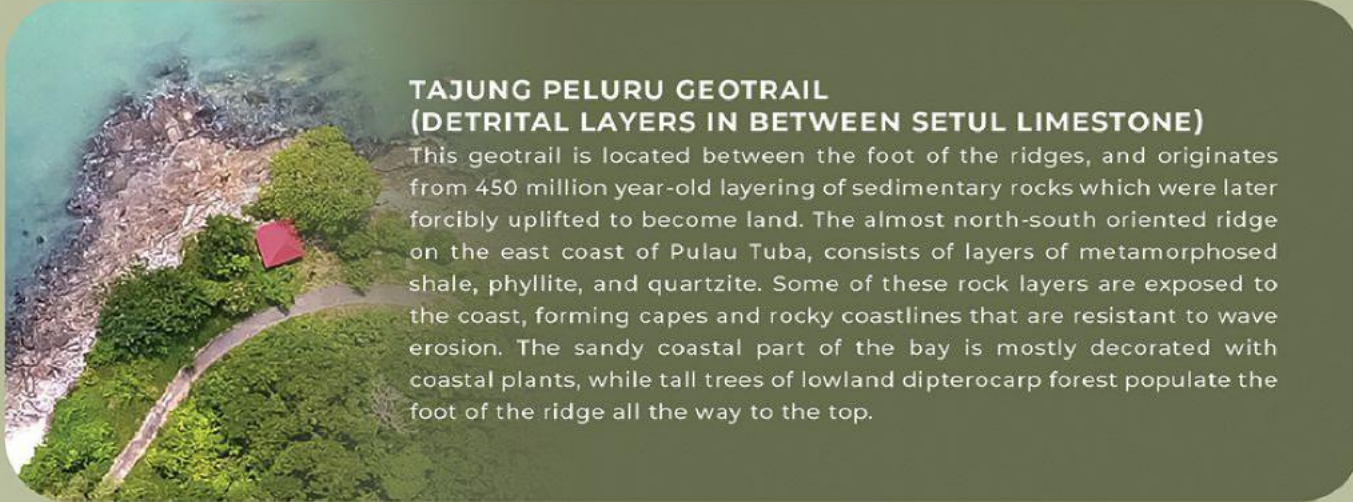 TAJUNG PELURU GEOTRAIL
(DETRITAL LAYERS IN BETWEEN SETUL LIMESTONE)
This geotrail is located between the foot of the ridges, and originates
from 450 million year-old layering of sedimentary rocks which were later
forcibly uplifted to become land. The almost north-south oriented ridge
on the east coast of Pulau Tuba, consists of layers of metamorphosed
shale, phyllite, and quartzite. Some of these rock layers are exposed to
the coast, forming capes and rocky coastlines that are resistant to wave
erosion. The sandy coastal part of the bay is mostly decorated with
coastal plants, while tall trees of lowland dipterocarp forest populate the
foot of the ridge all the way to the top.